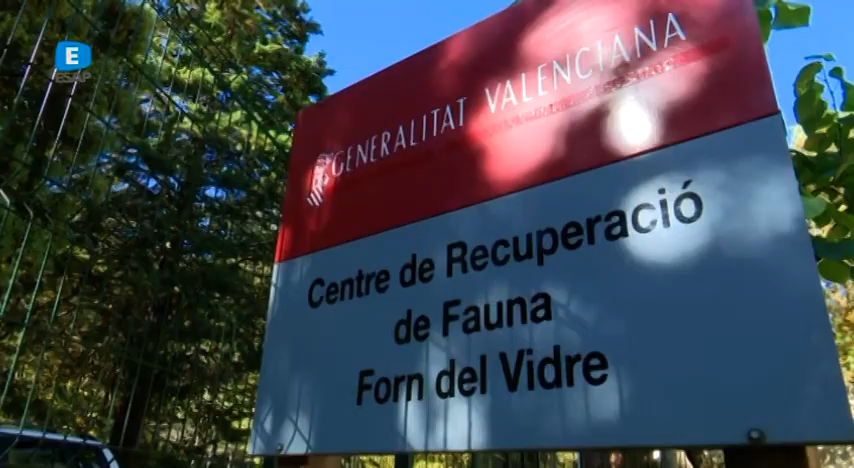 E
ESAP
GENERALITAT VALENCIANA
Centre de Recuperació
de Fauna
Forn del Vidre